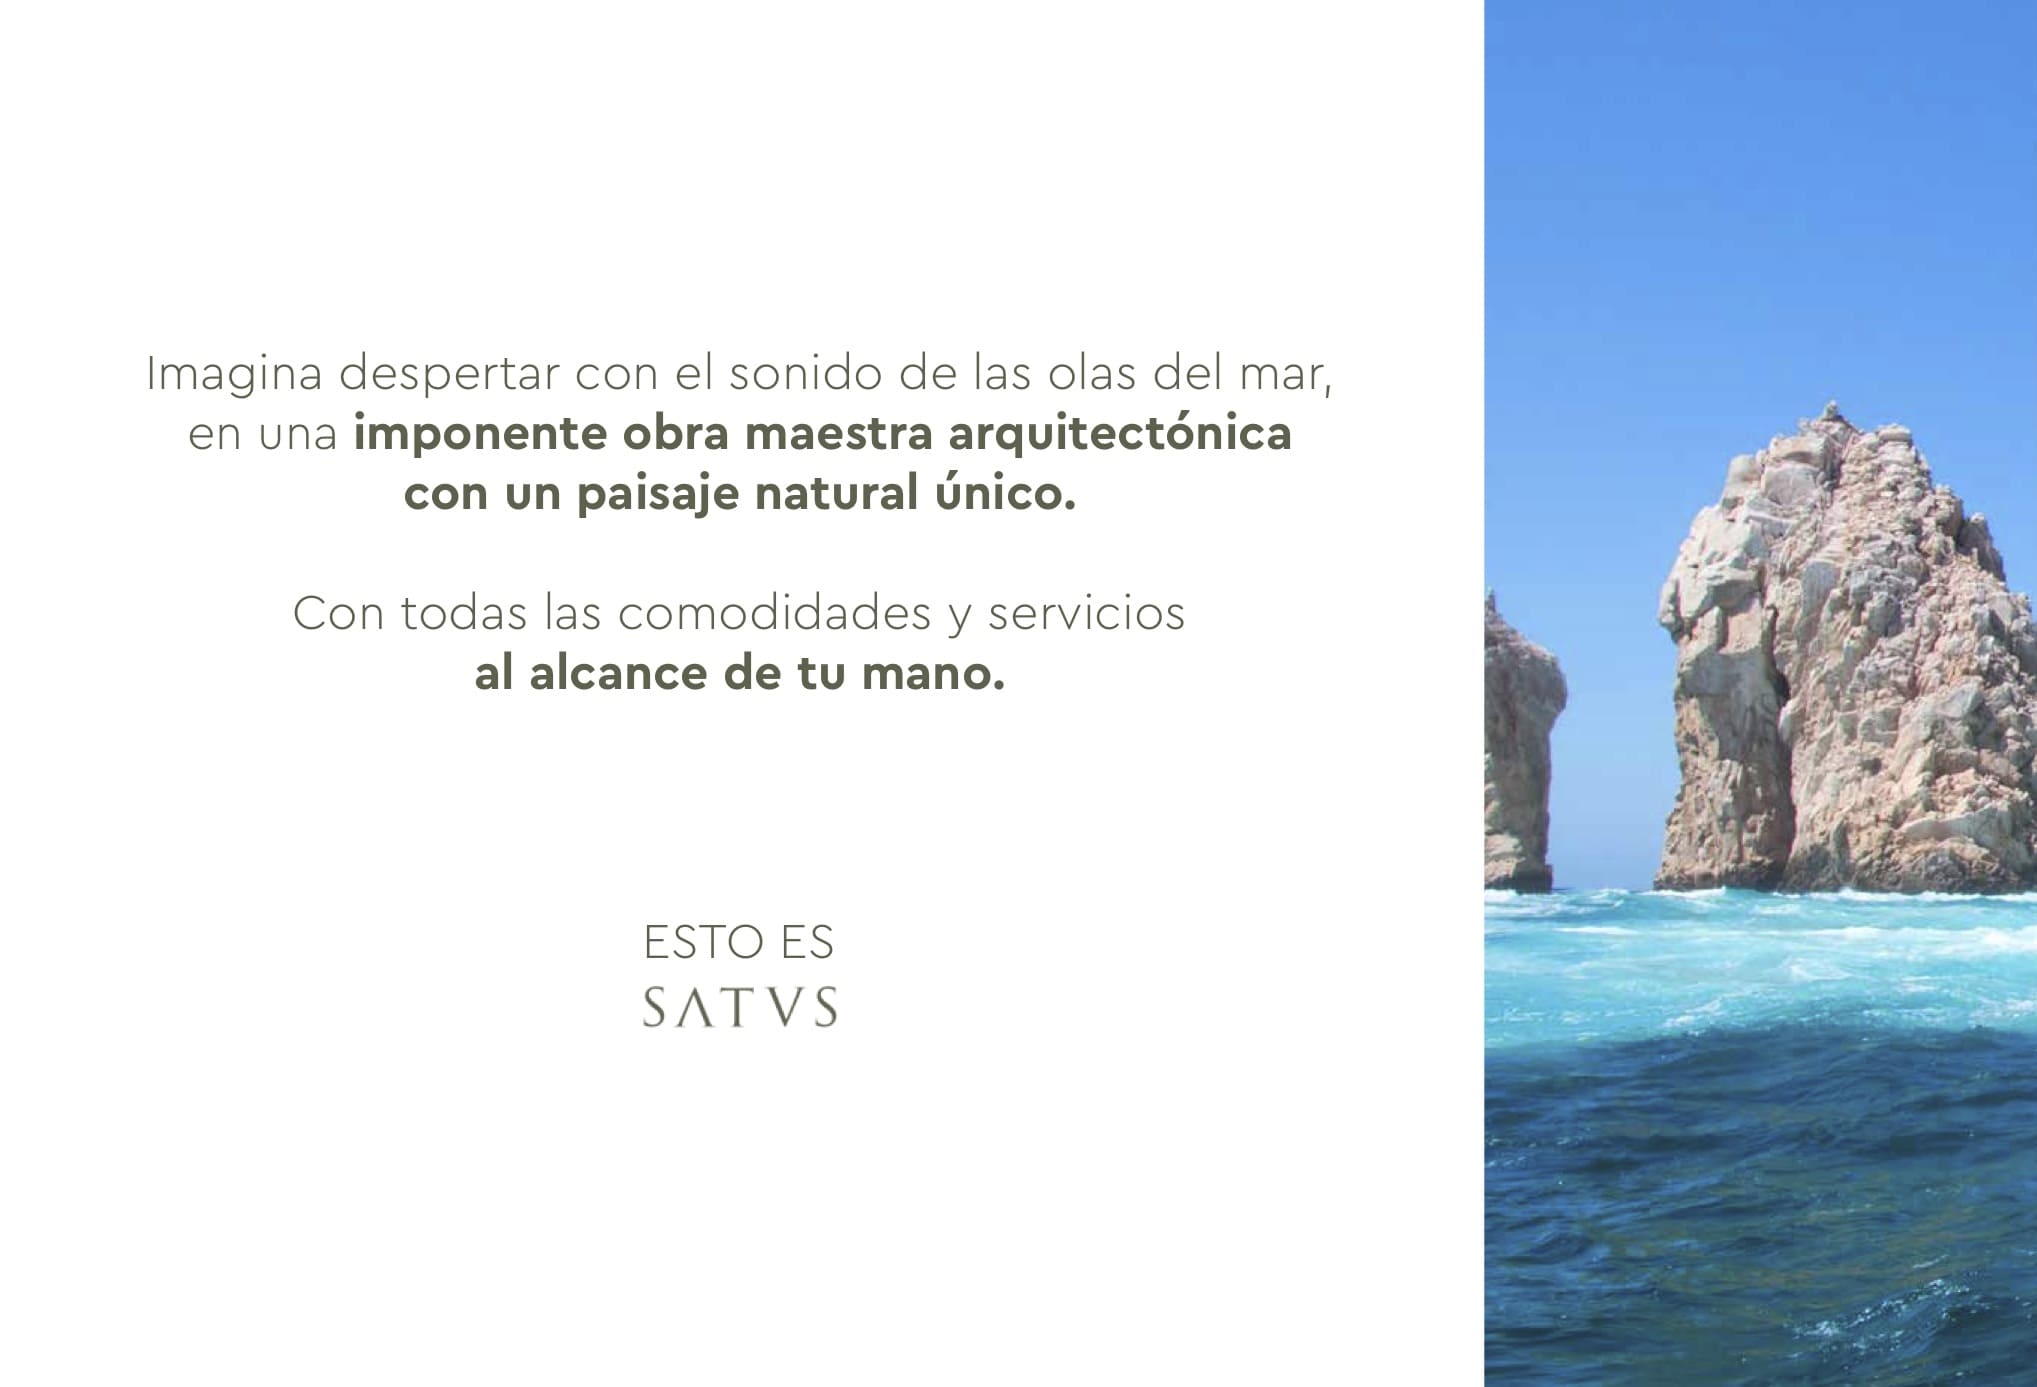 Imagina despertar con el sonido de las olas del mar,
en una imponente obra maestra arquitectónica
con un paisaje natural único.
Con todas las comodidades y servicios
al alcance de tu mano.
ESTO ES
SATVS